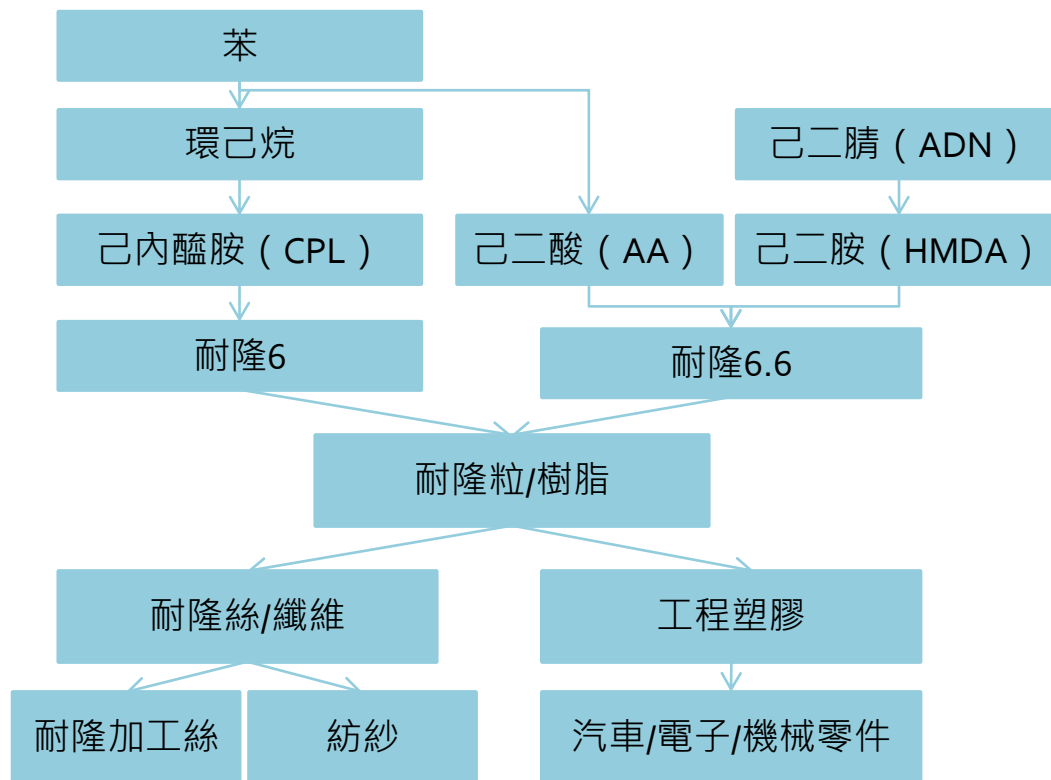 苯
環己烷
己二腈（ADN）
己內醯胺（CPL）
己二酸（AA）
己二胺（HMDA）
耐隆6
耐隆6.6
耐隆粒/樹脂
耐隆絲/纖維
工程塑膠
耐隆加工絲
紡紗
汽車/電子/機械零件